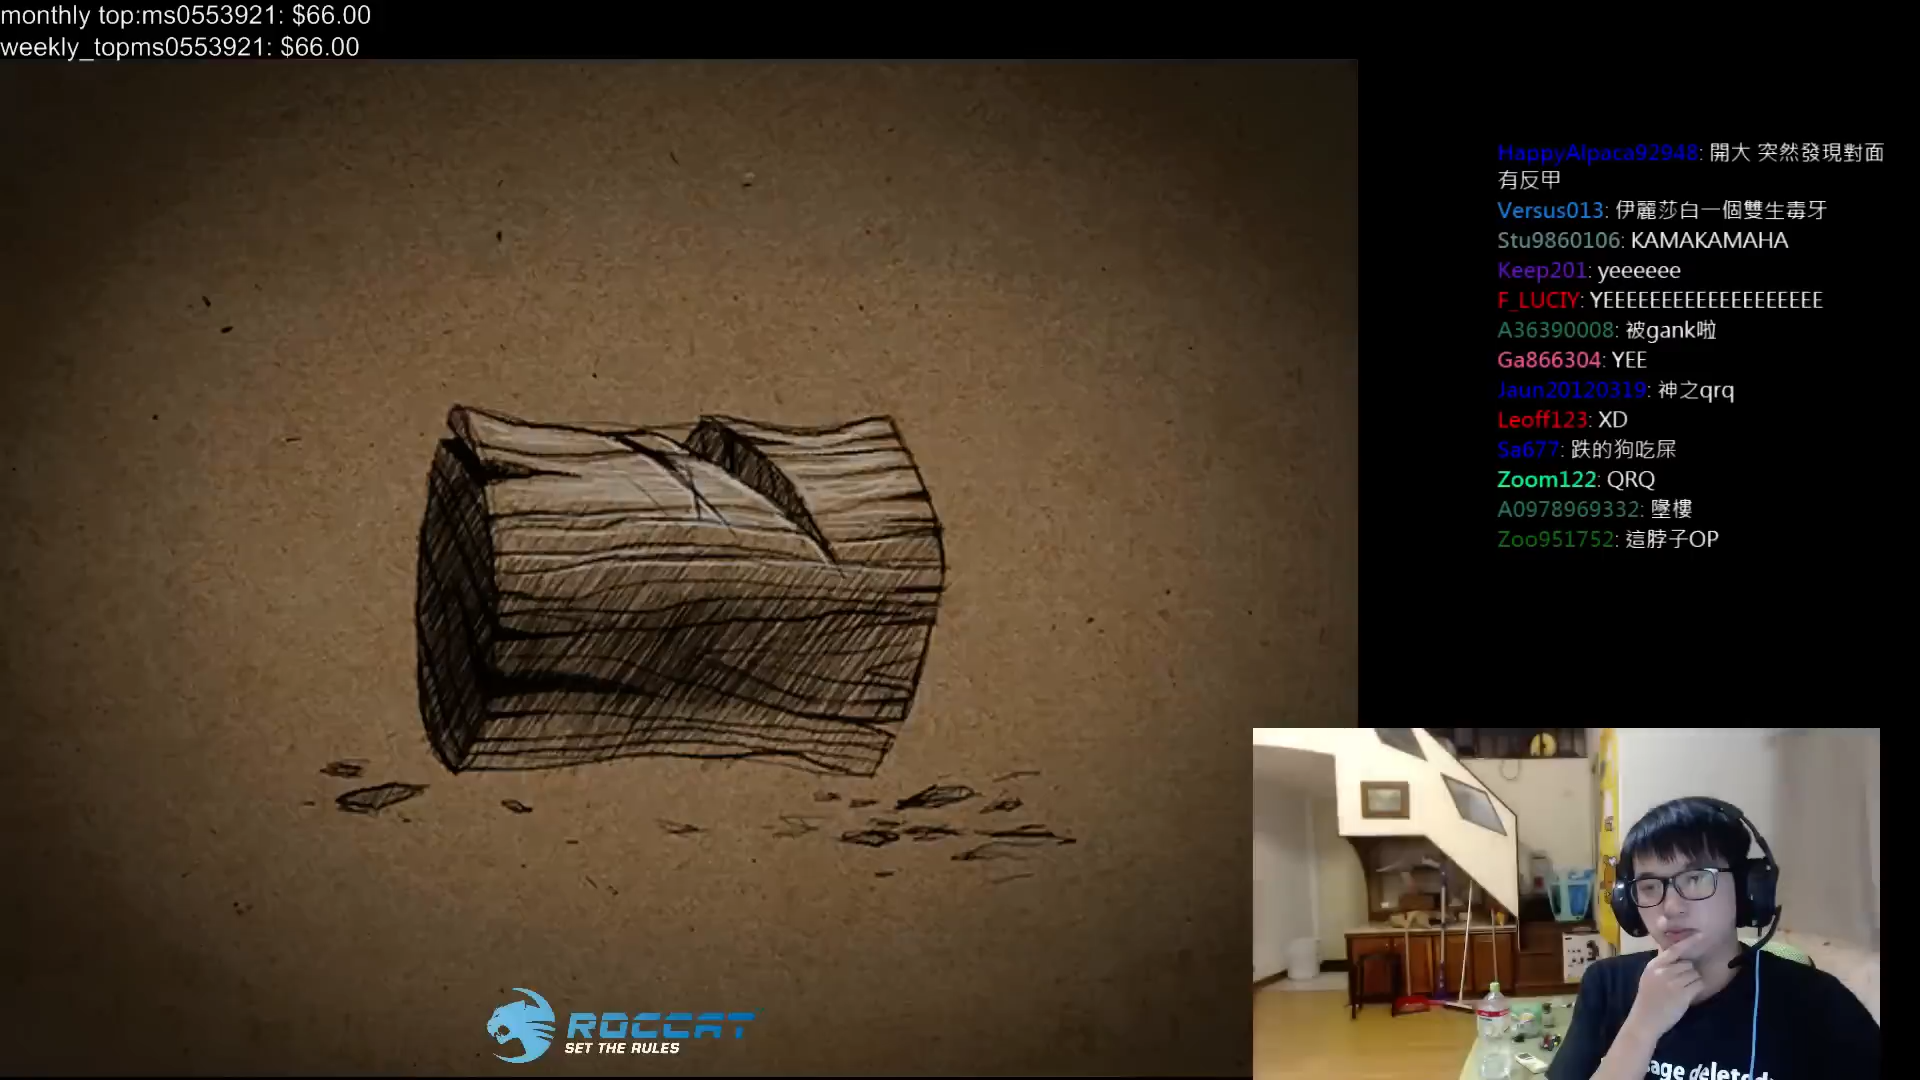 monthly top:ms0553921: $66.00
weekly_topms0553921: $66.00
HappyAlpaca92948: 開大 突然發現對面
有反甲
Versus013: 伊麗莎白一個雙生毒牙
Stu9860106: KAMAKAMAHA
Keep201: yeeeeee
F_LUCIY: YEEEEEEEEEEEEEEEEEEEE
A36390008: 被gank啦
Ga866304: YEE
Jaun20120319: 神之qrq
Leoff123: XD
Sa677: 跌的狗吃屎
Zoom122: QRQ
A0978969332: 墜樓
Zoo951752: 這脖子OP
ROCCAT
SET THE RULES
age deleted